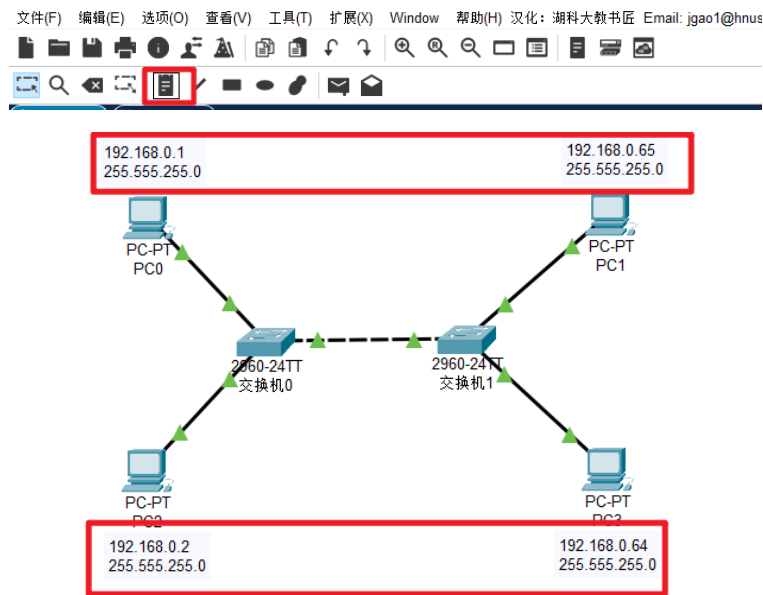 文件(F) 编辑(E) 选项(O) 查看(V) 工具(T) 扩展(X) Window 帮助(H) 汉化：湖科大教书匠 Email: jgao1@hnus
192.168.0.1
255.555.255.0
192.168.0.65
255.555.255.0
PC-PT
PC0
PC-PT
PC1
2960-24TT
交换机0
2960-24TT
交换机1
PC-PT
PC2
PC-PT
PC3
192.168.0.2
255.555.255.0
192.168.0.64
255.555.255.0